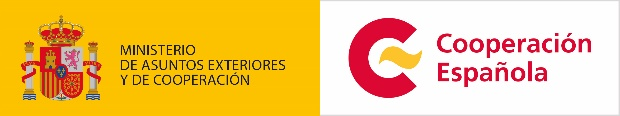 MINISTERIO
DE ASUNTOS EXTERIORES
Y DE COOPERACIÓN
Cooperación
Española